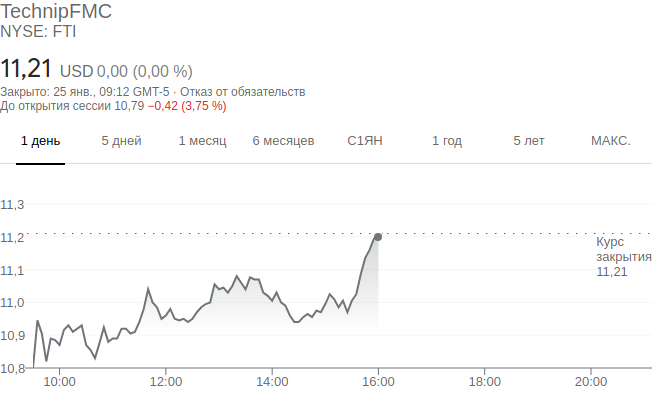 TechnipFMC
NYSE: FTI
11,21 USD 0,00 (0,00 %)
Закрыто: 25 янв., 09:12 GMT-5 · Отказ от обязательств
До открытия сессии 10,79 −0,42 (3,75 %)
1 день 5 дней 1 месяц 6 месяцев С1ЯН 1 год 5 лет МАКС.
11,3
11,2
Курс
закрытия
11,21
11,1
11,0
10,9
10,8
10:00 12:00 14:00 16:00 18:00 20:00